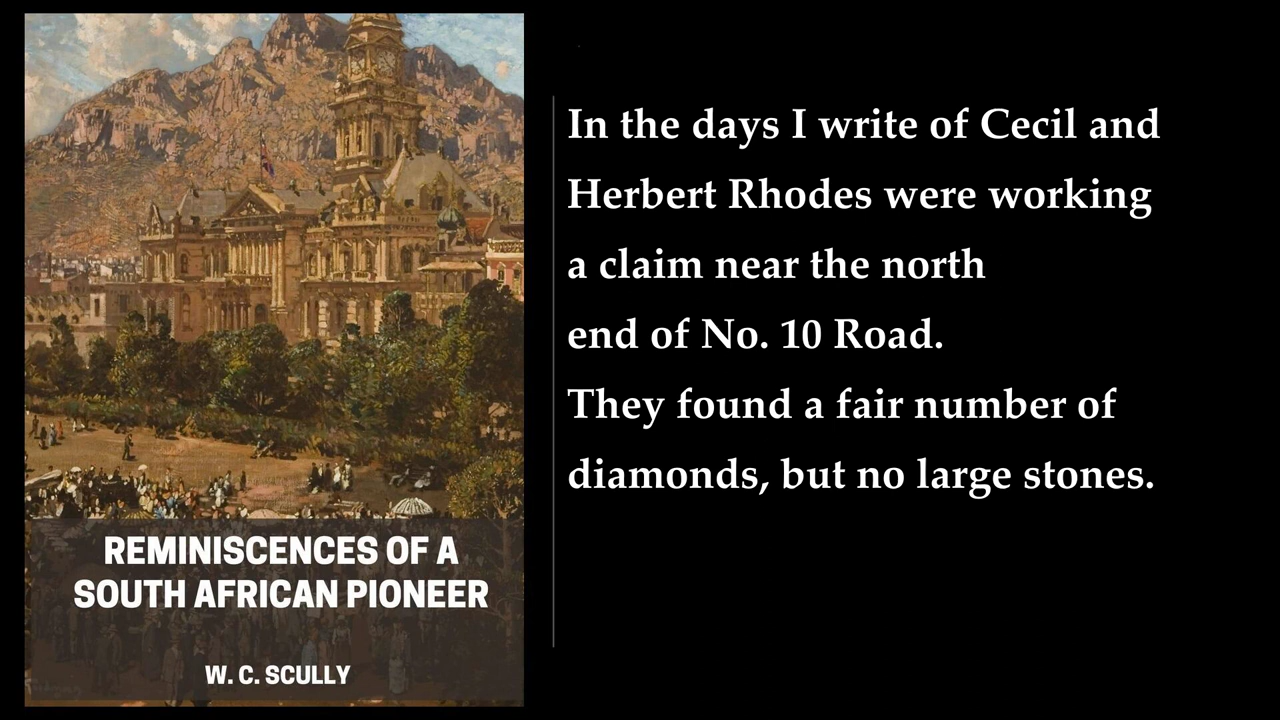 In the days I write of Cecil and
Herbert Rhodes were working
a claim near the north
end of No. 10 Road.
They found a fair number of
diamonds, but no large stones.
REMINISCENCES OF A
SOUTH AFRICAN PIONEER
W. C. SCULLY